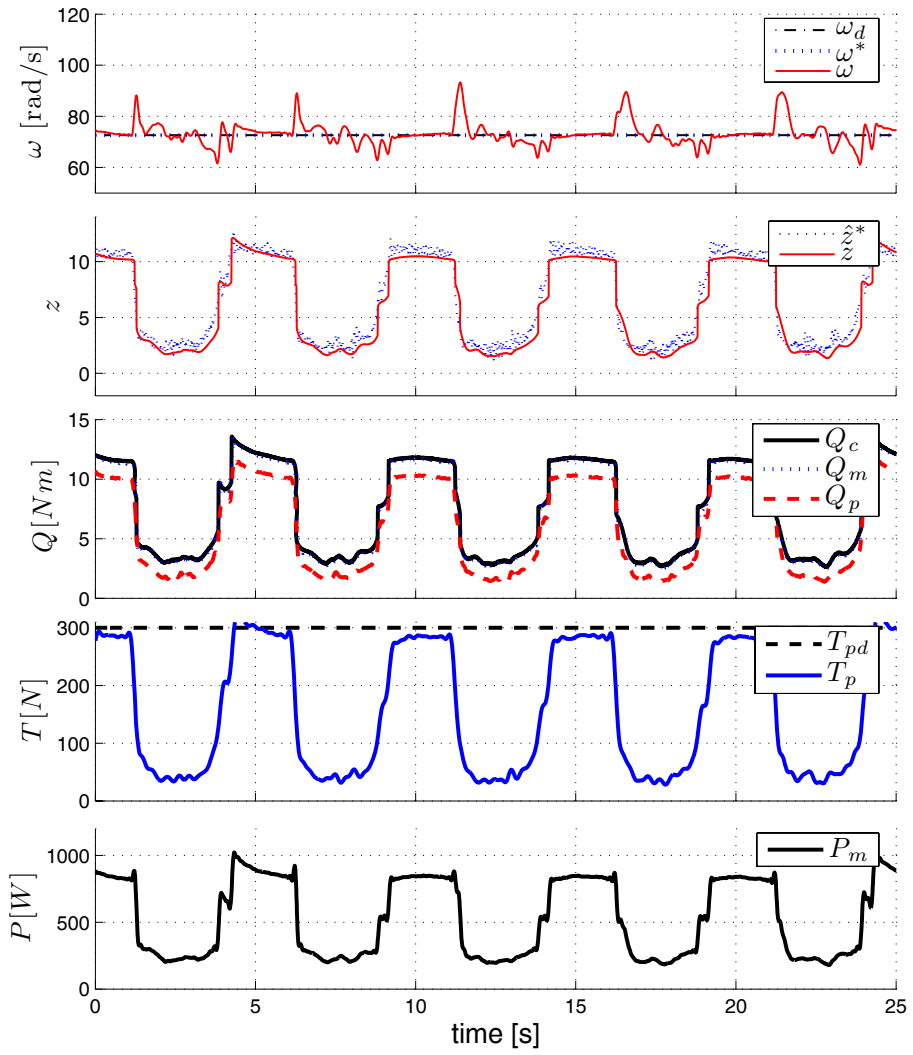 120
100
80
60
ω [rad/s]
ω_d
ω*
ω
10
5
0
z
ẑ*
z
15
10
5
0
Q[Nm]
Q_c
Q_m
Q_p
300
200
100
0
T[N]
T_pd
T_p
1000
500
0
P[W]
P_m
0 5 10 15 20 25
time [s]